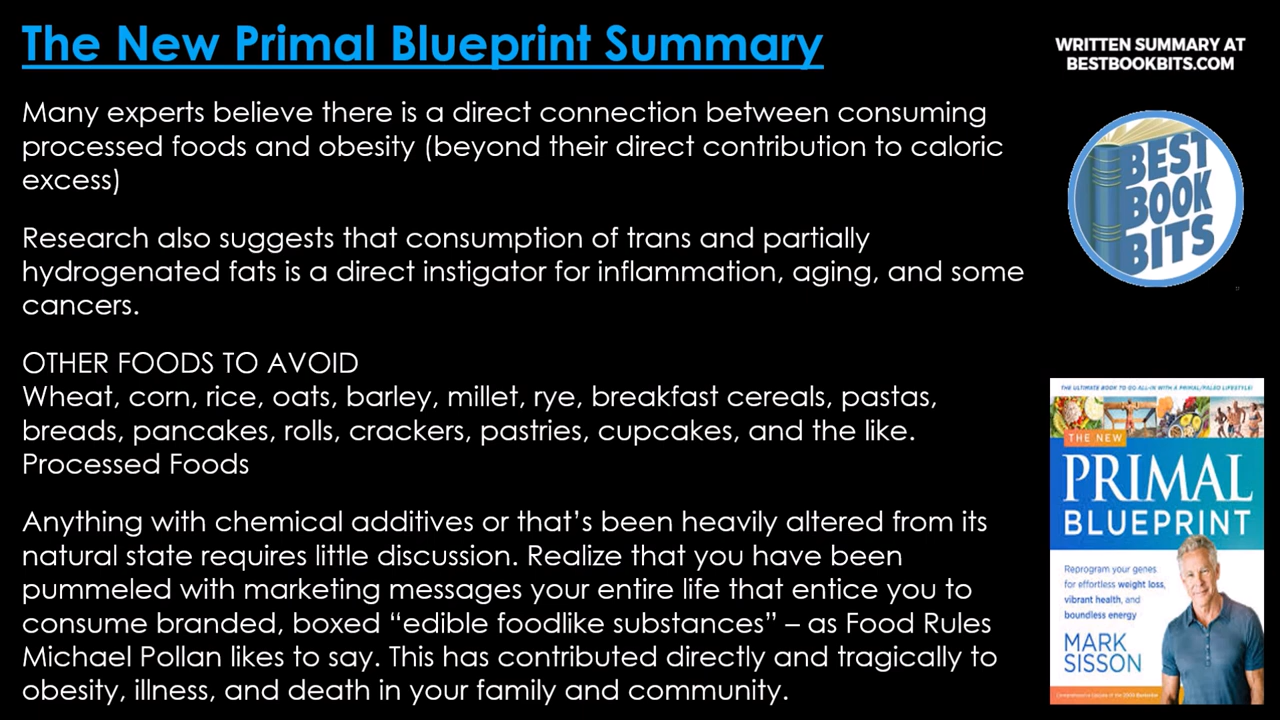 The New Primal Blueprint Summary
WRITTEN SUMMARY AT
BESTBOOKBITS.COM
Many experts believe there is a direct connection between consuming
processed foods and obesity (beyond their direct contribution to caloric
excess)
BEST
BOOK
BITS
Research also suggests that consumption of trans and partially
hydrogenated fats is a direct instigator for inflammation, aging, and some
cancers.
OTHER FOODS TO AVOID
Wheat, corn, rice, oats, barley, millet, rye, breakfast cereals, pastas,
breads, pancakes, rolls, crackers, pastries, cupcakes, and the like.
Processed Foods
Anything with chemical additives or that’s been heavily altered from its
natural state requires little discussion. Realize that you have been
pummeled with marketing messages your entire life that entice you to
consume branded, boxed “edible foodlike substances” – as Food Rules
Michael Pollan likes to say. This has contributed directly and tragically to
obesity, illness, and death in your family and community.
THE ULTIMATE BOOK TO GO ALL-IN WITH A PRIMAL/PALEO LIFESTYLE!
THE NEW
PRIMAL
BLUEPRINT
Reprogram your genes
for effortless weight loss,
vibrant health, and
boundless energy
MARK
SISSON